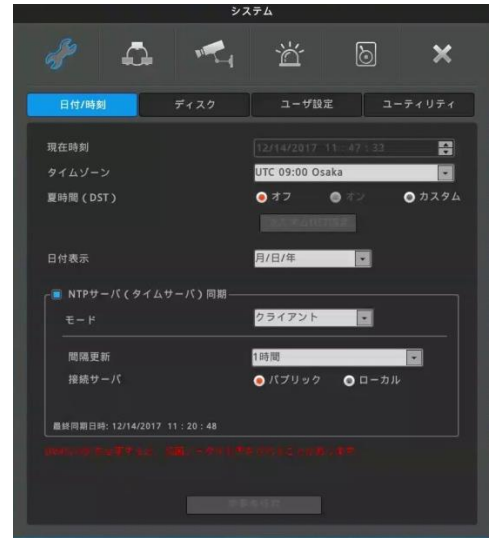 システム
日付/時刻 ディスク ユーザ設定 ユーティリティ
現在時刻 12/14/2017 11:47:33
タイムゾーン UTC 09:00 Osaka
夏時間 ( DST ) オフ オン カスタム
日付表示 月/日/年
NTPサーバ ( タイムサーバ ) 同期
モード クライアント
間隔更新 1時間
接続サーバ パブリック ローカル
最終同期日時: 12/14/2017 11 : 20 : 48